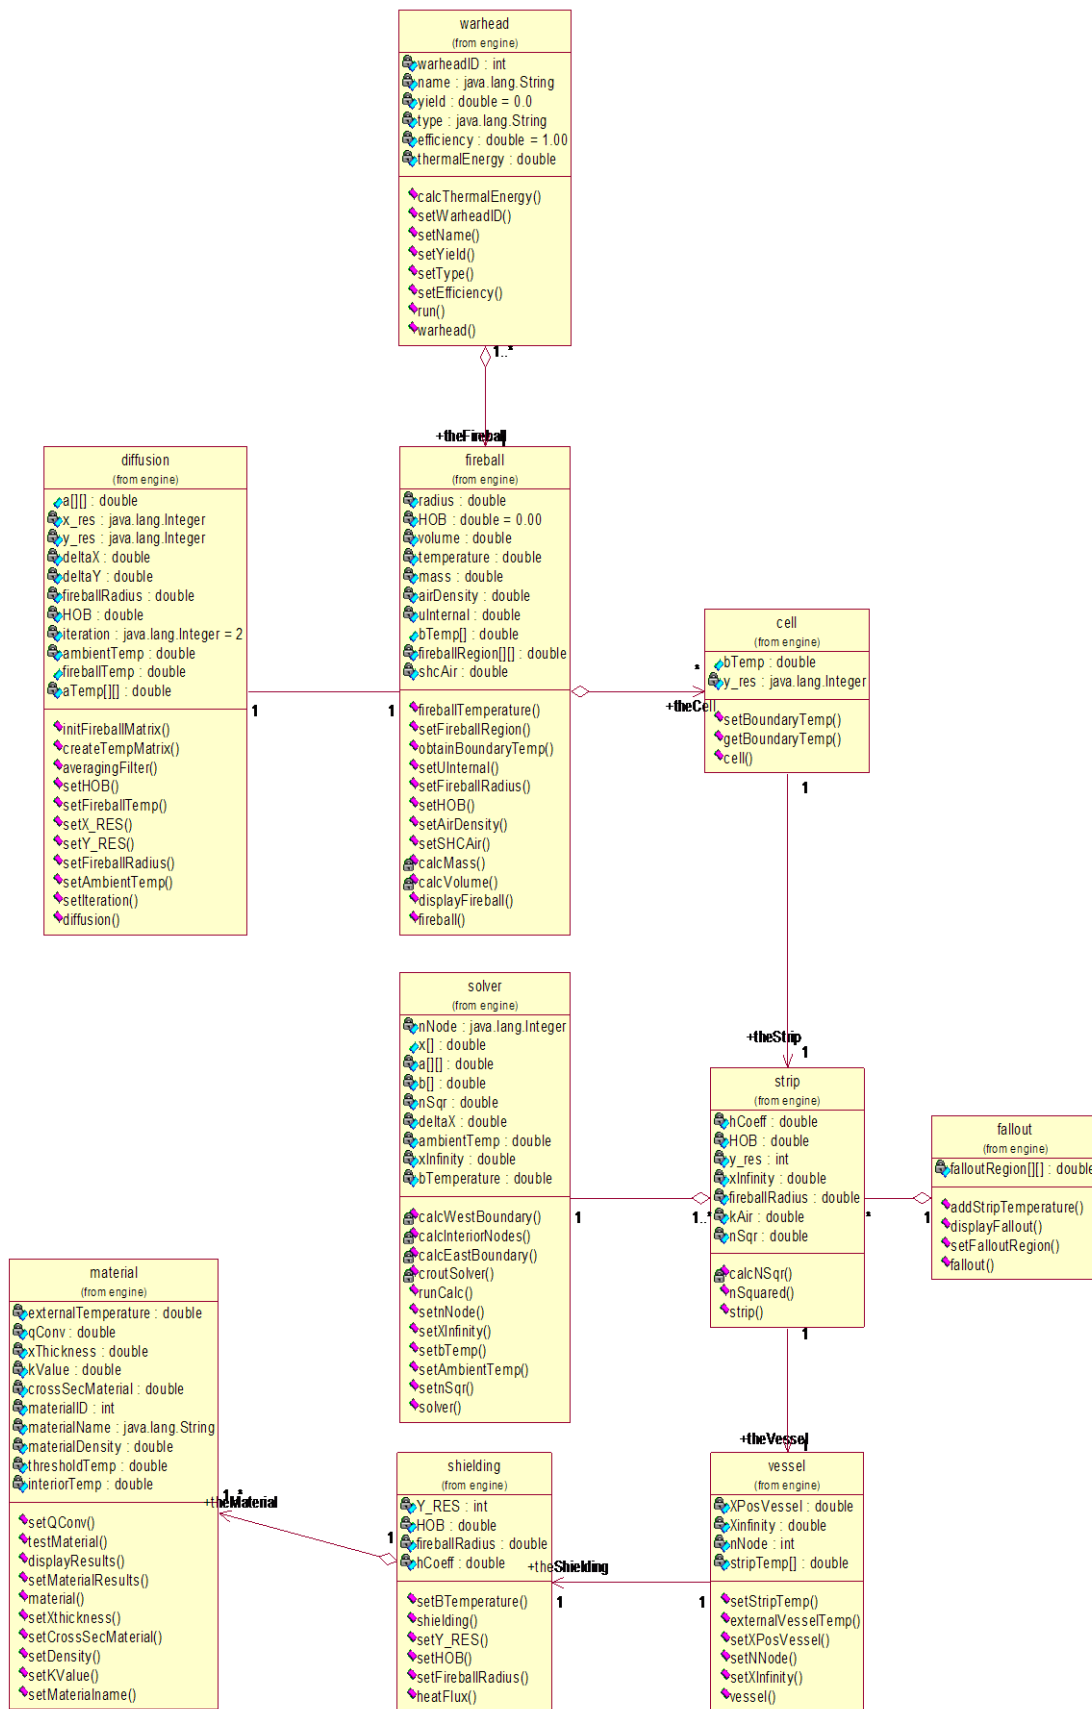 warhead
(from engine)
warheadID : int
name : java.lang.String
yield : double = 0.0
type : java.lang.String
efficiency : double = 1.00
thermalEnergy : double
calcThermalEnergy()
setWarheadID()
setName()
setYield()
setType()
setEfficiency()
run()
warhead()
1..*
+theFireball
diffusion
(from engine)
a[][] : double
x_res : java.lang.Integer
y_res : java.lang.Integer
deltaX : double
deltaY : double
fireballRadius : double
HOB : double
iteration : java.lang.Integer = 2
ambientTemp : double
fireballTemp : double
aTemp[][] : double
initFireballMatrix()
createTempMatrix()
averagingFilter()
setHOB()
setFireballTemp()
setX_RES()
setY_RES()
setFireballRadius()
setAmbientTemp()
setIteration()
diffusion()
1
1
fireball
(from engine)
radius : double
HOB : double = 0.00
volume : double
temperature : double
mass : double
airDensity : double
uInternal : double
bTemp[] : double
fireballRegion[][] : double
shcAir : double
fireballTemperature()
setFireballRegion()
obtainBoundaryTemp()
setUInternal()
setFireballRadius()
setHOB()
setAirDensity()
setSHCAir()
calcMass()
calcVolume()
displayFireball()
fireball()
*
+theCell
cell
(from engine)
bTemp : double
y_res : java.lang.Integer
setBoundaryTemp()
getBoundaryTemp()
cell()
1
+theStrip
1
solver
(from engine)
nNode : java.lang.Integer
x[] : double
a[][] : double
b[] : double
nSqr : double
deltaX : double
ambientTemp : double
xInfinity : double
bTemperature : double
calcWestBoundary()
calcInteriorNodes()
calcEastBoundary()
croutSolver()
runCalc()
setnNode()
setXInfinity()
setbTemp()
setAmbientTemp()
setnSqr()
solver()
1
1..*
strip
(from engine)
hCoeff : double
HOB : double
y_res : int
xInfinity : double
fireballRadius : double
kAir : double
nSqr : double
calcNSqr()
nSquared()
strip()
*
1
fallout
(from engine)
falloutRegion[][] : double
addStripTemperature()
displayFallout()
setFalloutRegion()
fallout()
1
+theVessel
1
material
(from engine)
externalTemperature : double
qConv : double
xThickness : double
kValue : double
crossSecMaterial : double
materialID : int
materialName : java.lang.String
materialDensity : double
thresholdTemp : double
interiorTemp : double
setQConv()
testMaterial()
displayResults()
setMaterialResults()
material()
setXthickness()
setCrossSecMaterial()
setDensity()
setKValue()
setMaterialname()
1..*
+theMaterial
1
shielding
(from engine)
Y_RES : int
HOB : double
fireballRadius : double
hCoeff : double
setBTemperature()
shielding()
setY_RES()
setHOB()
setFireballRadius()
heatFlux()
+theShielding
1
1
vessel
(from engine)
XPosVessel : double
Xinfinity : double
nNode : int
stripTemp[] : double
setStripTemp()
externalVesselTemp()
setXPosVessel()
setNNode()
setXInfinity()
vessel()